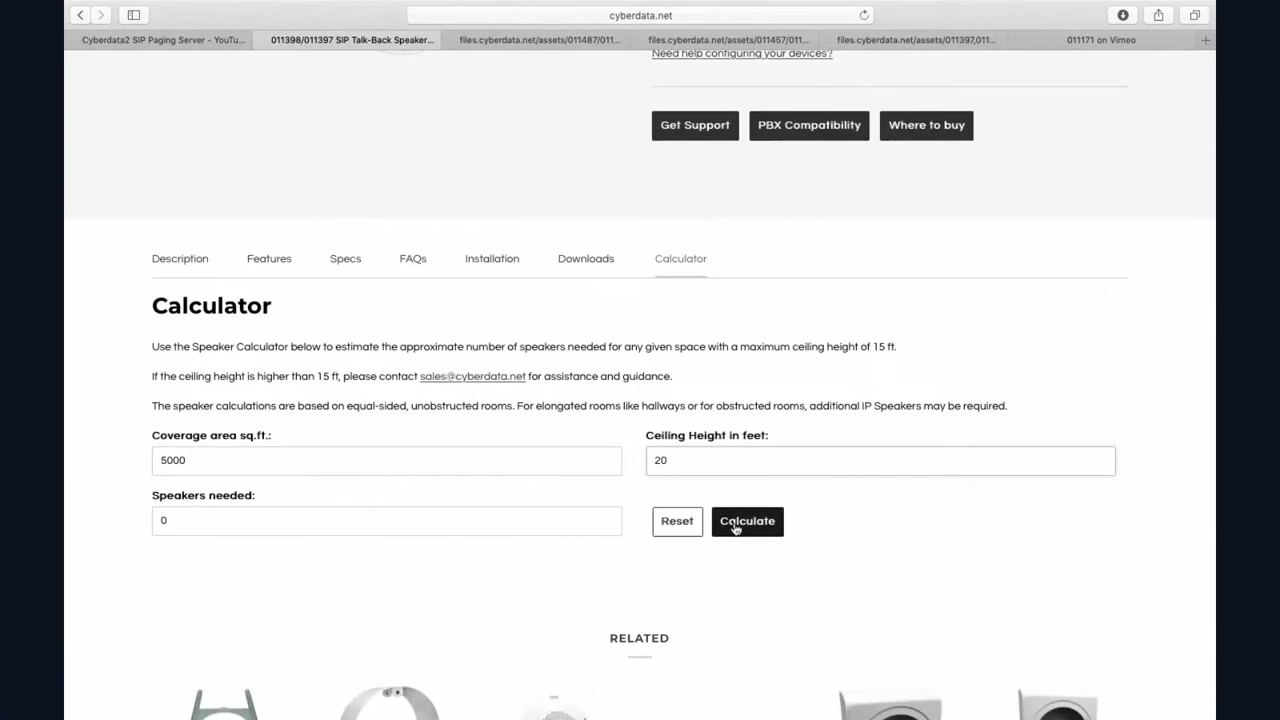 cyberdata.net
Cyberdata2 SIP Paging Server - YouTu...
011398/011397 SIP Talk-Back Speaker...
files.cyberdata.net/assets/011487/011...
files.cyberdata.net/assets/011457/011...
files.cyberdata.net/assets/011397,011...
011171 on Vimeo
Need help configuring your devices?
Get Support
PBX Compatibility
Where to buy
Description
Features
Specs
FAQs
Installation
Downloads
Calculator
Calculator
Use the Speaker Calculator below to estimate the approximate number of speakers needed for any given space with a maximum ceiling height of 15 ft.
If the ceiling height is higher than 15 ft, please contact sales@cyberdata.net for assistance and guidance.
The speaker calculations are based on equal-sided, unobstructed rooms. For elongated rooms like hallways or for obstructed rooms, additional IP Speakers may be required.
Coverage area sq.ft.:
Ceiling Height in feet:
5000
20
Speakers needed:
0
Reset
Calculate
RELATED